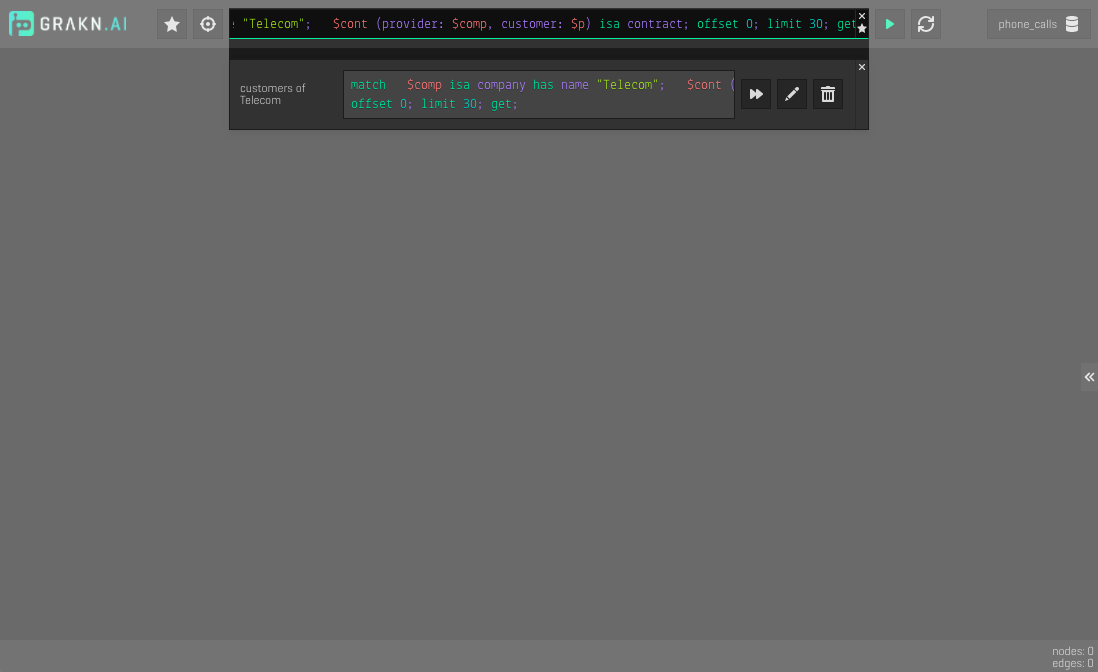 GRAKN.AI
"Telecom"; $cont (provider: $comp, customer: $p) isa contract; offset 0; limit 30; get
phone_calls
customers of
Telecom
match $comp isa company has name "Telecom"; $cont (
offset 0; limit 30; get;
nodes: 0
edges: 0